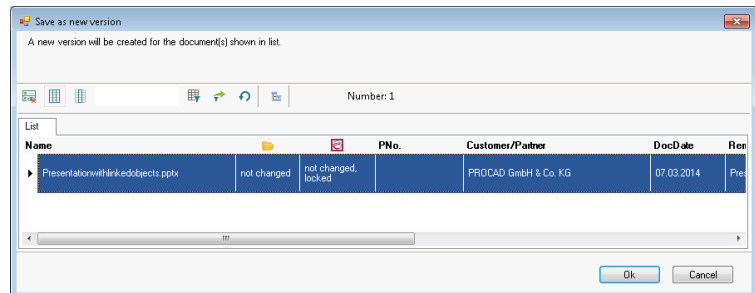 Save as new version
A new version will be created for the document(s) shown in list.
Number: 1
List
Name PNo. Customer/Partner DocDate Rem
Presentationwithlinkedobjects.pptx not changed not changed, locked PROCAD GmbH & Co. KG 07.03.2014 Pres
Ok Cancel